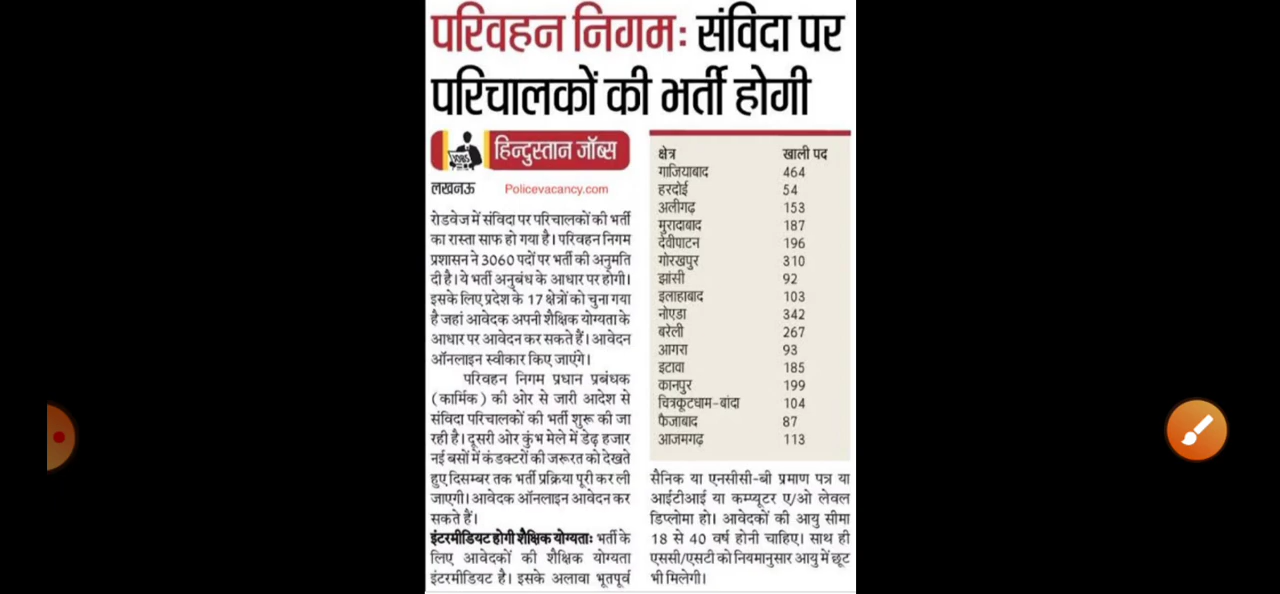 परिवहन निगम: संविदा पर
परिचालकों की भर्ती होगी
JOBS
हिन्दुस्तान जॉब्स
लखनऊ Policevacancy.com
रोडवेज में संविदा पर परिचालकों की भर्ती
का रास्ता साफ हो गया है। परिवहन निगम
प्रशासन ने 3060 पदों पर भर्ती की अनुमति
दी है। ये भर्ती अनुबंध के आधार पर होगी।
इसके लिए प्रदेश के 17 क्षेत्रों को चुना गया
है जहां आवेदक अपनी शैक्षिक योग्यता के
आधार पर आवेदन कर सकते हैं। आवेदन
ऑनलाइन स्वीकार किए जाएंगे।
परिवहन निगम प्रधान प्रबंधक
(कार्मिक) की ओर से जारी आदेश से
संविदा परिचालकों की भर्ती शुरू की जा
रही है। दूसरी ओर कुंभ मेले में डेढ़ हजार
नई बसों में कंडक्टरों की जरूरत को देखते
हुए दिसम्बर तक भर्ती प्रक्रिया पूरी कर ली
जाएगी। आवेदक ऑनलाइन आवेदन कर
सकते हैं।
इंटरमीडियट होगी शैक्षिक योग्यता: भर्ती के
लिए आवेदकों की शैक्षिक योग्यता
इंटरमीडियट है। इसके अलावा भूतपूर्व
क्षेत्र खाली पद
गाजियाबाद 464
हरदोई 54
अलीगढ़ 153
मुरादाबाद 187
देवीपाटन 196
गोरखपुर 310
झांसी 92
इलाहाबाद 103
नोएडा 342
बरेली 267
आगरा 93
इटावा 185
कानपुर 199
चित्रकूटधाम-बांदा 104
फैजाबाद 87
आजमगढ़ 113
सैनिक या एनसीसी-बी प्रमाण पत्र या
आईटीआई या कम्प्यूटर ए/ओ लेवल
डिप्लोमा हो। आवेदकों की आयु सीमा
18 से 40 वर्ष होनी चाहिए। साथ ही
एससी/एसटी को नियमानुसार आयु में छूट
भी मिलेगी।